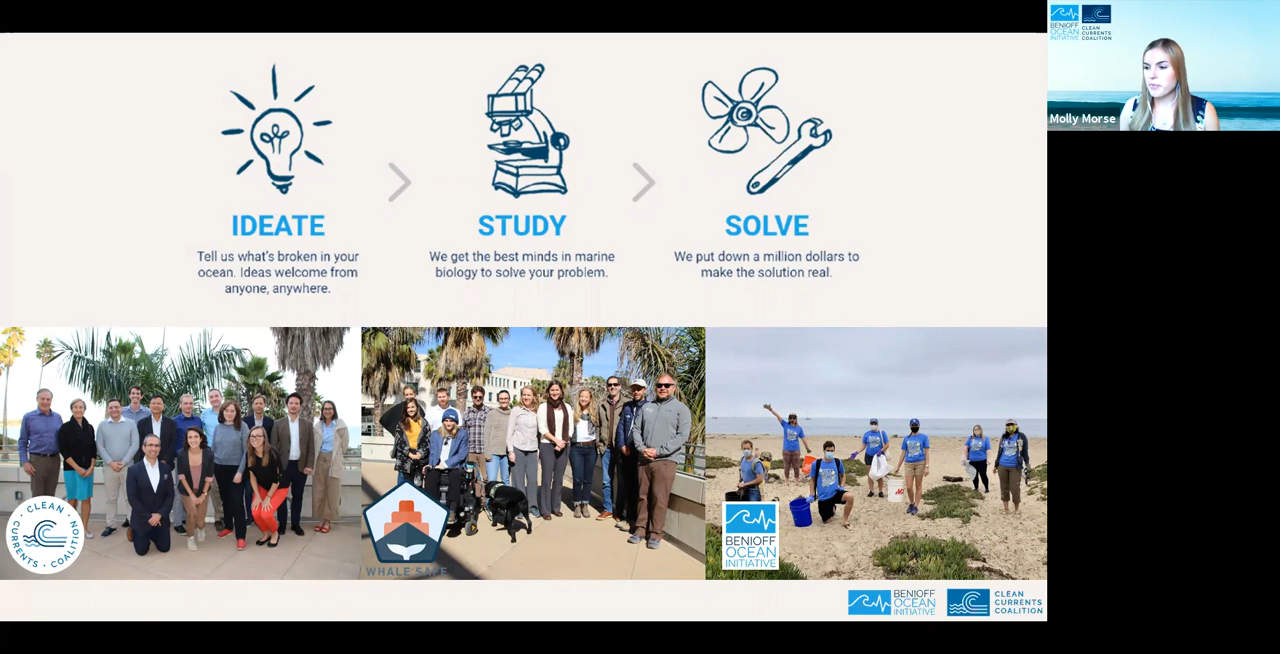 IDEATE
Tell us what's broken in your
ocean. Ideas welcome from
anyone, anywhere.
STUDY
We get the best minds in marine
biology to solve your problem.
SOLVE
We put down a million dollars to
make the solution real.
CLEAN · CURRENTS · COALITION ·
WHALE SAFE
BENIOFF
OCEAN
INITIATIVE
BENIOFF
OCEAN
INITIATIVE
CLEAN
CURRENTS
COALITION
BENIOFF
OCEAN
INITIATIVE
CLEAN
CURRENTS
COALITION
Molly Morse